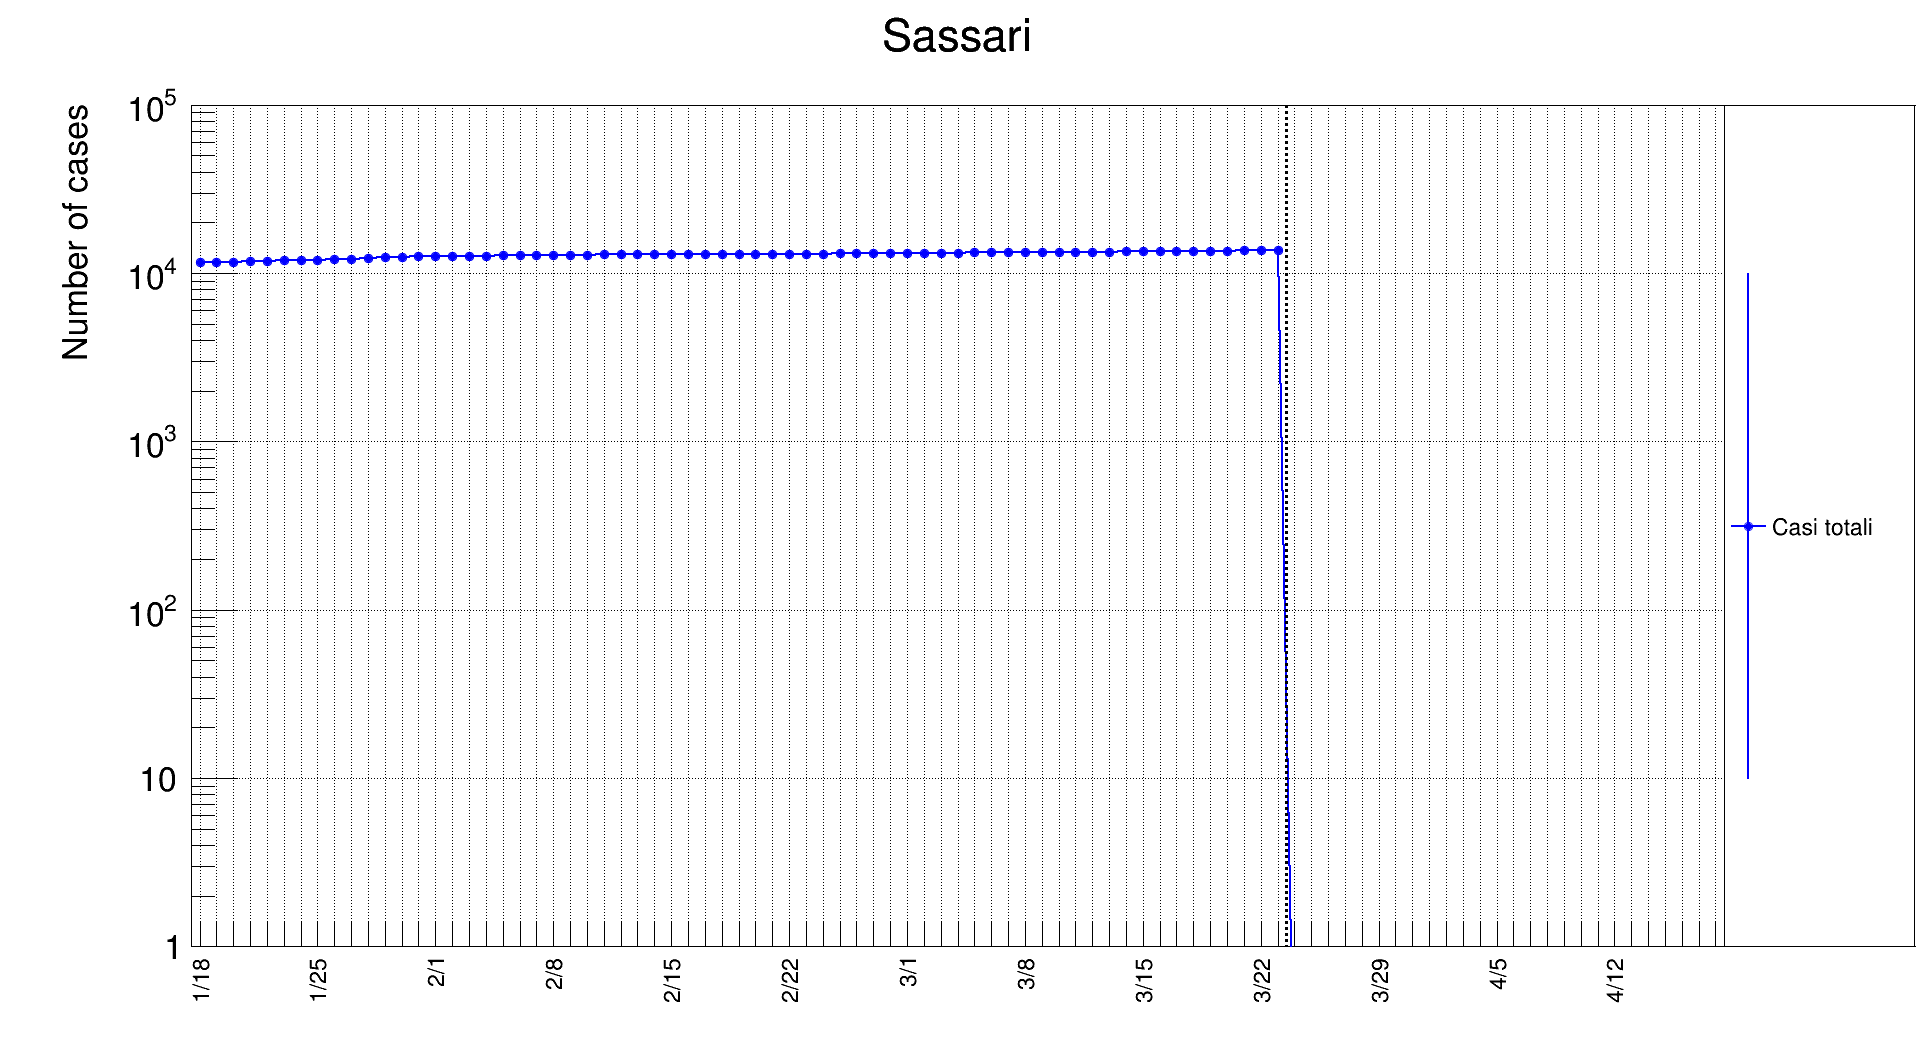 Sassari
Number of cases
10^5
10^4
10^3
10^2
10
1
1/18 1/25 2/1 2/8 2/15 2/22 3/1 3/8 3/15 3/22 3/29 4/5 4/12
Casi totali